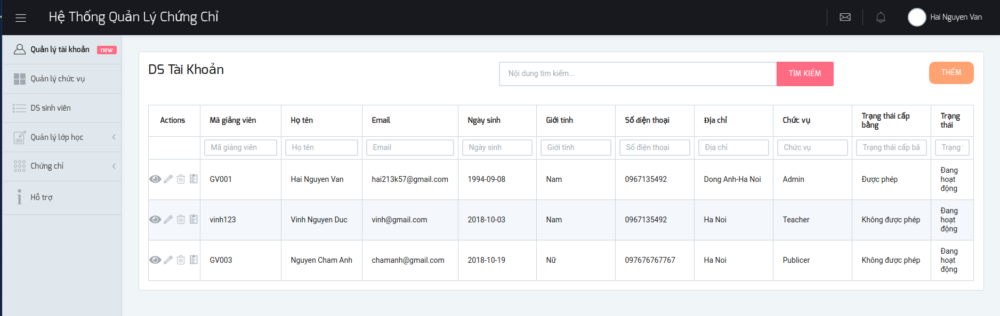 Hệ Thống Quản Lý Chứng Chỉ
Hai Nguyen Van
Quản lý tài khoản new
Quản lý chức vụ
DS sinh viên
Quản lý lớp học
Chứng chỉ
Hỗ trợ
DS Tài Khoản
Nội dung tìm kiếm...
TÌM KIẾM
THÊM
Actions Mã giảng viên Họ tên Email Ngày sinh Giới tính Số điện thoại Địa chỉ Chức vụ Trạng thái cấp bằng Trạng thái
Mã giảng viên Họ tên Email Ngày sinh Giới tính Số điện thoại Địa chỉ Chức vụ Trạng thái cấp bằ Trạng
GV001 Hai Nguyen Van hai213k57@gmail.com 1994-09-08 Nam 0967135492 Dong Anh-Ha Noi Admin Được phép Đang hoạt động
vinh123 Vinh Nguyen Duc vinh@gmail.com 2018-10-03 Nam 0967135492 Ha Noi Teacher Không được phép Đang hoạt động
GV003 Nguyen Cham Anh chamanh@gmail.com 2018-10-19 Nữ 097676767767 Ha Noi Publicer Không được phép Đang hoạt động